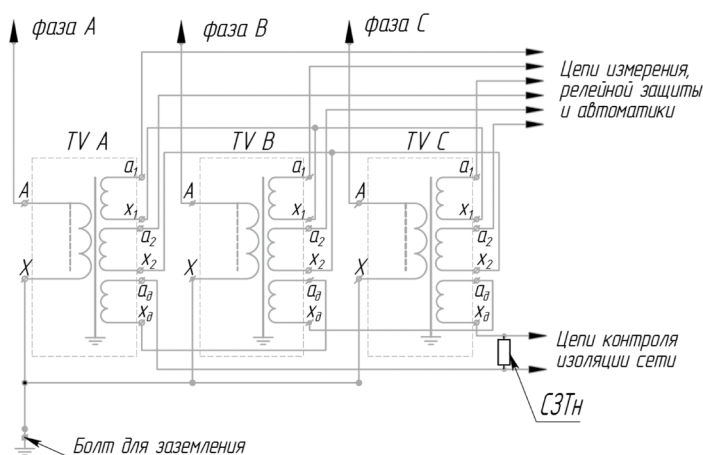 фаза А
фаза В
фаза С
Цепи измерения,
релейной защиты
и автоматики
TV A
TV B
TV C
a1
a1
a1
A
A
A
x1
x1
x1
a2
a2
a2
X
X
X
x2
x2
x2
aд
aд
aд
xд
xд
xд
Цепи контроля
изоляции сети
СЗТн
Болт для заземления